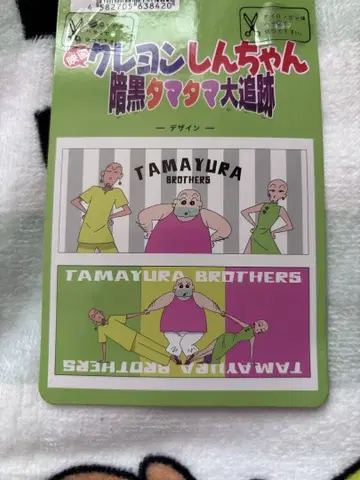 4582705638420
映画
クレヨンしんちゃん
暗黒タマタマ大追跡
— デザイン —
TAMAYURA
BROTHERS
TAMAYURA BROTHERS
TAMAYURA BROTHERS